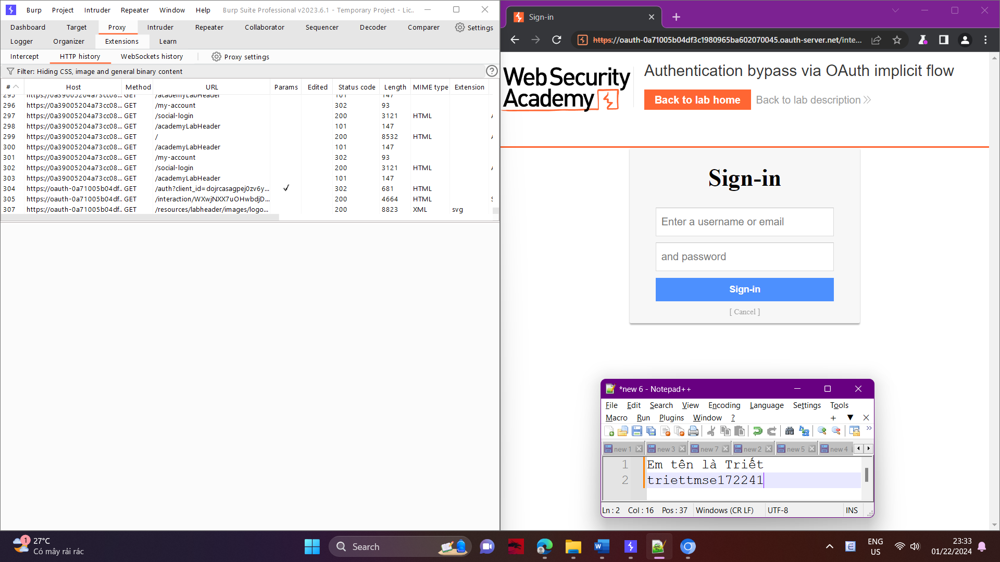 Burp Project Intruder Repeater Window Help Burp Suite Professional v2023.6.1 - Temporary Project - Lic..
Dashboard Target Proxy Intruder Repeater Collaborator Sequencer Decoder Comparer Settings
Logger Organizer Extensions Learn
Intercept HTTP history WebSockets history Proxy settings
Filter: Hiding CSS, image and general binary content ?
# Host Method URL Params Edited Status code Length MIME type Extension
295 https://0a39005204a73cc08... GET /academyLabHeader 101 147
296 https://0a39005204a73cc08... GET /my-account 302 93
297 https://0a39005204a73cc08... GET /social-login 200 3121 HTML
298 https://0a39005204a73cc08... GET /academyLabHeader 101 147
299 https://0a39005204a73cc08... GET / 200 8532 HTML
300 https://0a39005204a73cc08... GET /academyLabHeader 101 147
301 https://0a39005204a73cc08... GET /my-account 302 93
302 https://0a39005204a73cc08... GET /social-login 200 3121 HTML
303 https://0a39005204a73cc08... GET /academyLabHeader 101 147
304 https://oauth-0a71005b04df... GET /auth?client_id=dojrcasagpej0zv6y... ✓ 302 681 HTML
305 https://oauth-0a71005b04df... GET /interaction/WXwjNXX7uOHwbdjD... 200 4664 HTML
307 https://oauth-0a71005b04df... GET /resources/labheader/images/logo... 200 8823 XML svg
Sign-in
https://oauth-0a71005b04df3c1980965ba602070045.oauth-server.net/inte...
Web Security
Academy
Authentication bypass via OAuth implicit flow
Back to lab home Back to lab description
Sign-in
Enter a username or email
and password
Sign-in
[ Cancel ]
*new 6 - Notepad++
File Edit Search View Encoding Language Settings Tools
Macro Run Plugins Window ?
new 1 new 3 new 7 new 2 new 5 new 4
1 Em tên là Triết
2 triettmse172241
Ln : 2 Col : 16 Pos : 37 Windows (CR LF) UTF-8 INS
1 27°C
Có mây rải rác
Search
ENG
US
23:33
01/22/2024